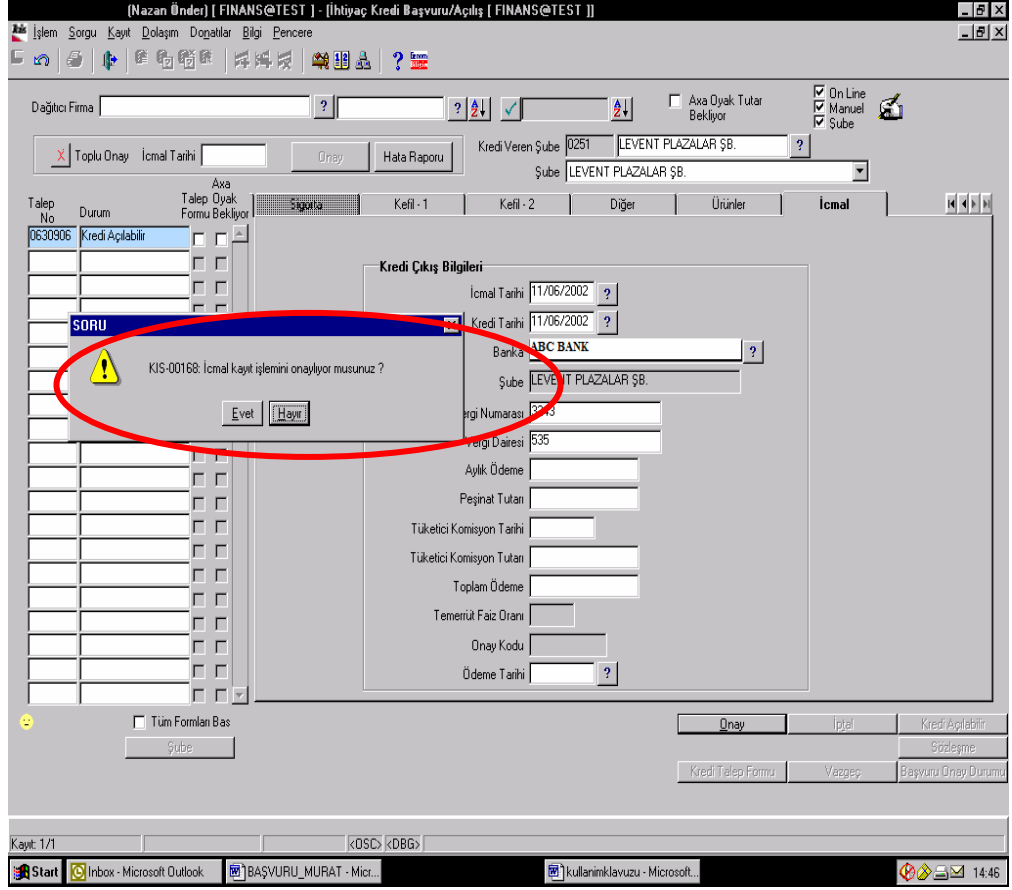 (Nazan Önder) [ FINANS@TEST ] - [İhtiyaç Kredi Başvuru/Açılış [ FINANS@TEST ]]
İşlem Sorgu Kayıt Dolaşım Donatılar Bilgi Pencere
Dağıtıcı Firma
Axa Oyak Tutar
Bekliyor
On Line
Manuel
Şube
Toplu Onay İcmal Tarihi Onay Hata Raporu
Kredi Veren Şube 0251 LEVENT PLAZALAR ŞB.
Şube LEVENT PLAZALAR ŞB.
Talep
No
Durum
Talep
Formu
Axa
Oyak
Bekliyor
Sigorta Kefil - 1 Kefil - 2 Diğer Ürünler İcmal
0630906 Kredi Açılabilir
Kredi Çıkış Bilgileri
İcmal Tarihi 11/06/2002
Kredi Tarihi 11/06/2002
Banka ABC BANK
Şube LEVENT PLAZALAR ŞB.
ergi Numarası 3243
Vergi Dairesi 535
Aylık Ödeme
Peşinat Tutarı
Tüketici Komisyon Tarihi
Tüketici Komisyon Tutarı
Toplam Ödeme
Temerrüt Faiz Oranı
Onay Kodu
Ödeme Tarihi
SORU
KIS-00168: İcmal kayıt işlemini onaylıyor musunuz ?
Evet Hayır
Tüm Formları Bas
Şube
Onay İptal Kredi Açılabilir
Sözleşme
Kredi Talep Formu Vazgeç Başvuru Onay Durumu
Kayıt: 1/1 <OSC> <DBG>
Start Inbox - Microsoft Outlook BAŞVURU_MURAT - Micr... kullanimklavuzu - Microsoft... 14:46